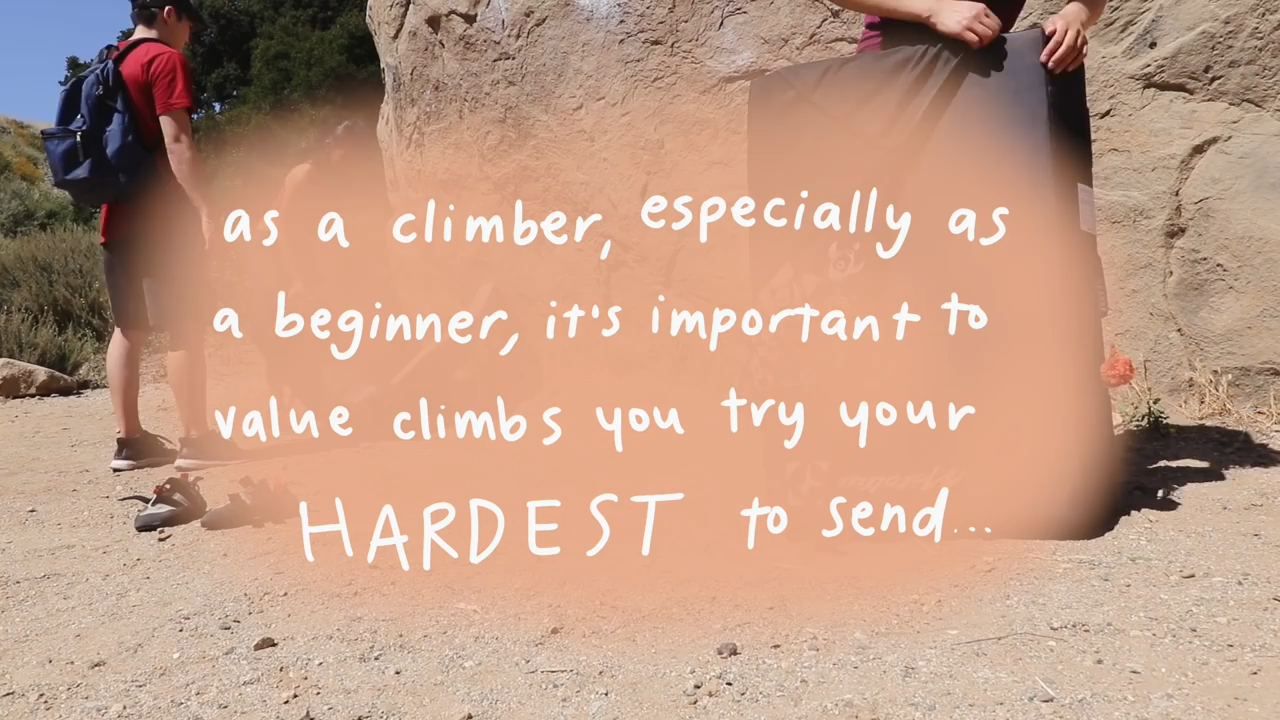 as a climber, especially as
a beginner, it's important to
value climbs you try your
HARDEST to send...